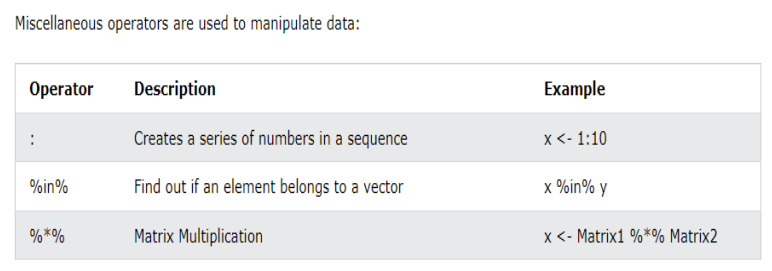 Miscellaneous operators are used to manipulate data:
Operator Description Example
: Creates a series of numbers in a sequence x <- 1:10
%in% Find out if an element belongs to a vector x %in% y
%*% Matrix Multiplication x <- Matrix1 %*% Matrix2